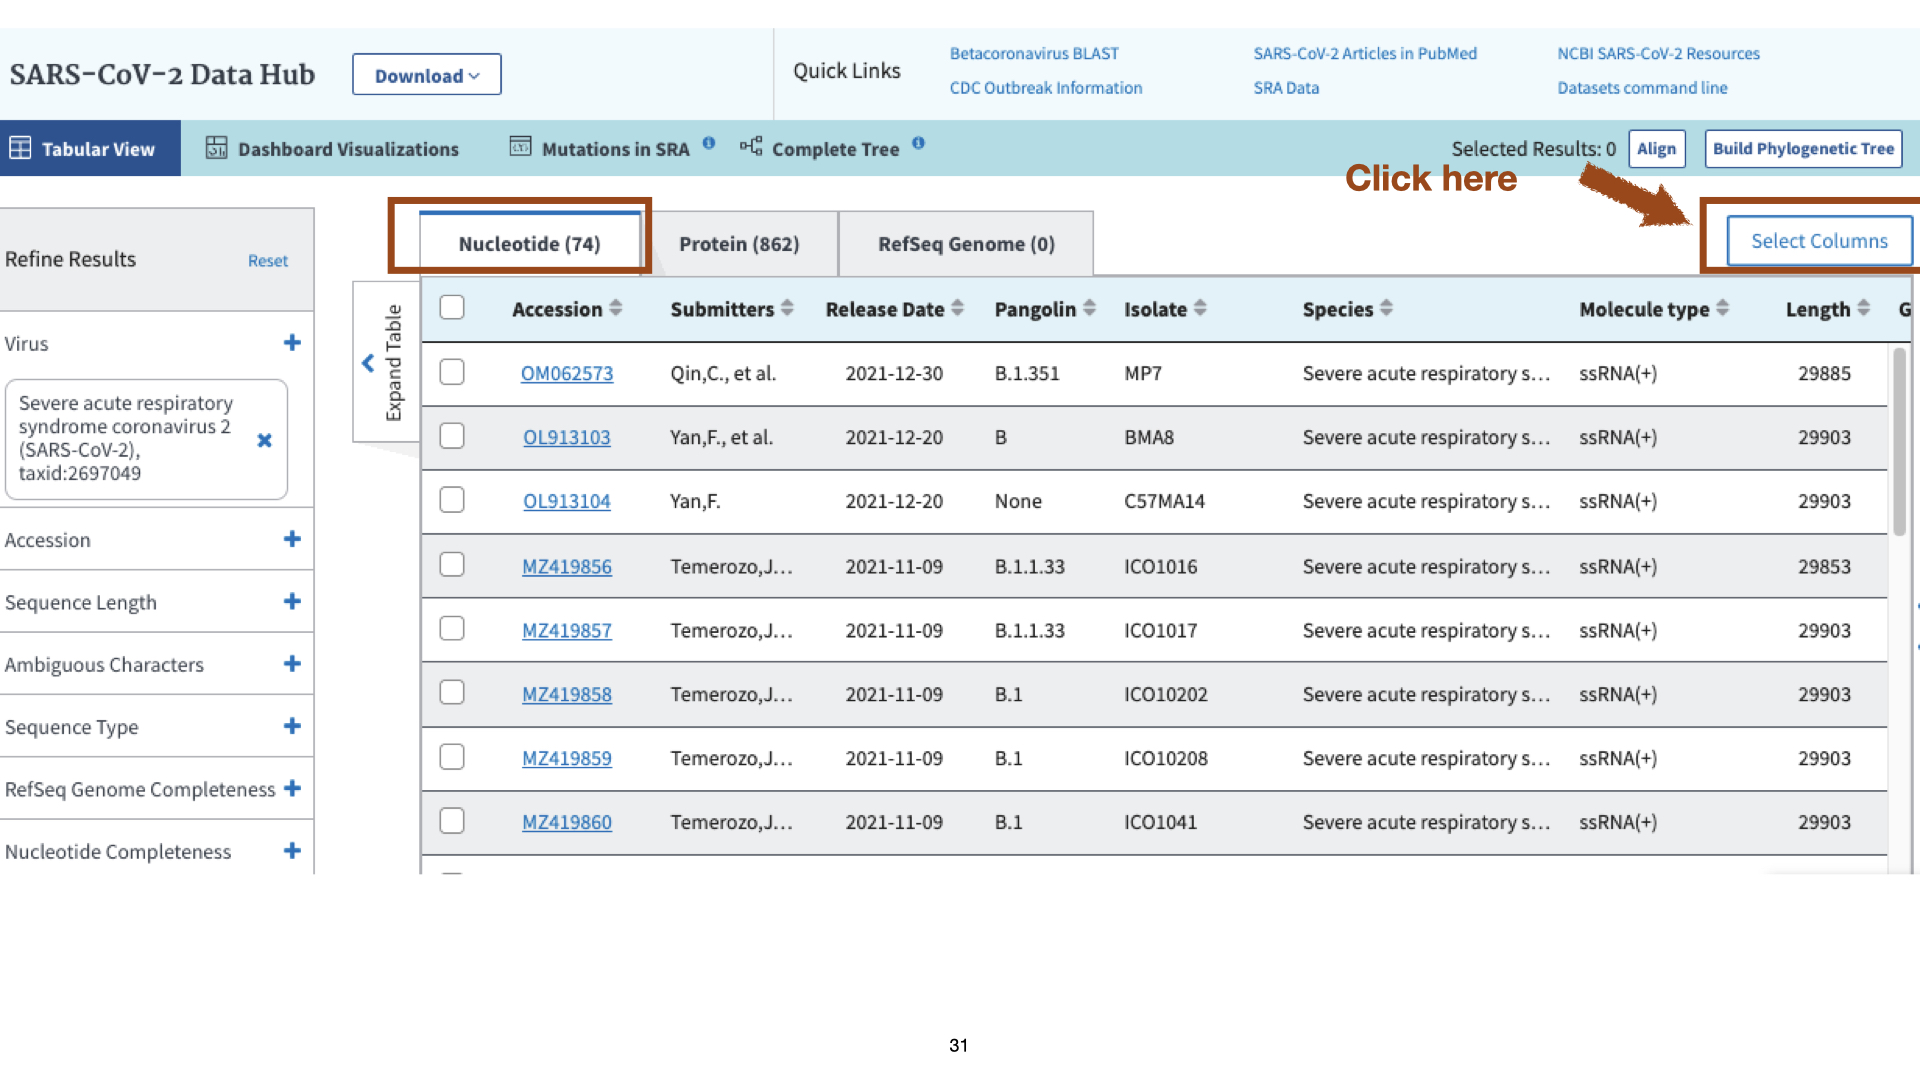 SARS-CoV-2 Data Hub
Download
Quick Links
Betacoronavirus BLAST
SARS-CoV-2 Articles in PubMed
NCBI SARS-CoV-2 Resources
CDC Outbreak Information
SRA Data
Datasets command line
Tabular View
Dashboard Visualizations
Mutations in SRA
Complete Tree
Selected Results: 0
Align
Build Phylogenetic Tree
Click here
Refine Results
Reset
Virus
Severe acute respiratory
syndrome coronavirus 2
(SARS-CoV-2),
taxid:2697049
Accession
Sequence Length
Ambiguous Characters
Sequence Type
RefSeq Genome Completeness
Nucleotide Completeness
Expand Table
Nucleotide (74)
Protein (862)
RefSeq Genome (0)
Select Columns
Accession Submitters Release Date Pangolin Isolate Species Molecule type Length G
OM062573 Qin,C., et al. 2021-12-30 B.1.351 MP7 Severe acute respiratory s... ssRNA(+) 29885
OL913103 Yan,F., et al. 2021-12-20 B BMA8 Severe acute respiratory s... ssRNA(+) 29903
OL913104 Yan,F. 2021-12-20 None C57MA14 Severe acute respiratory s... ssRNA(+) 29903
MZ419856 Temerozo,J... 2021-11-09 B.1.1.33 ICO1016 Severe acute respiratory s... ssRNA(+) 29853
MZ419857 Temerozo,J... 2021-11-09 B.1.1.33 ICO1017 Severe acute respiratory s... ssRNA(+) 29903
MZ419858 Temerozo,J... 2021-11-09 B.1 ICO10202 Severe acute respiratory s... ssRNA(+) 29903
MZ419859 Temerozo,J... 2021-11-09 B.1 ICO10208 Severe acute respiratory s... ssRNA(+) 29903
MZ419860 Temerozo,J... 2021-11-09 B.1 ICO1041 Severe acute respiratory s... ssRNA(+) 29903
31